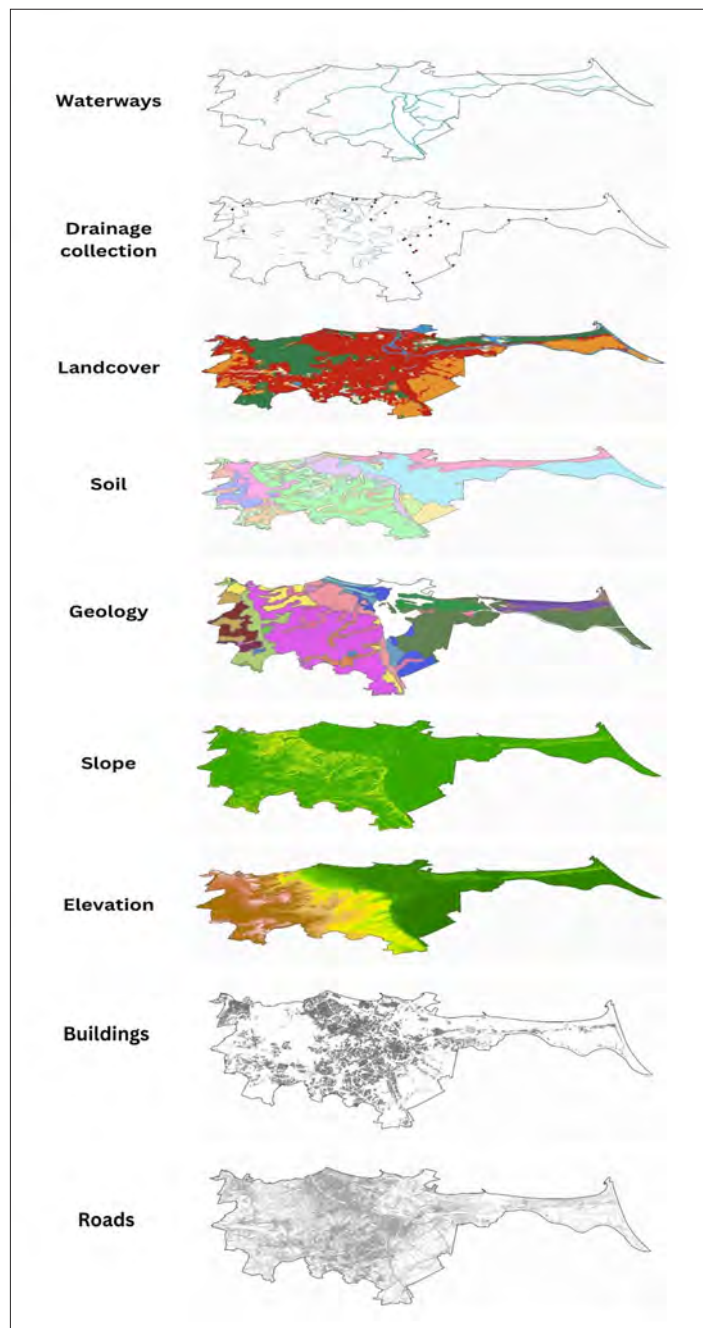 Waterways
Drainage
collection
Landcover
Soil
Geology
Slope
Elevation
Buildings
Roads